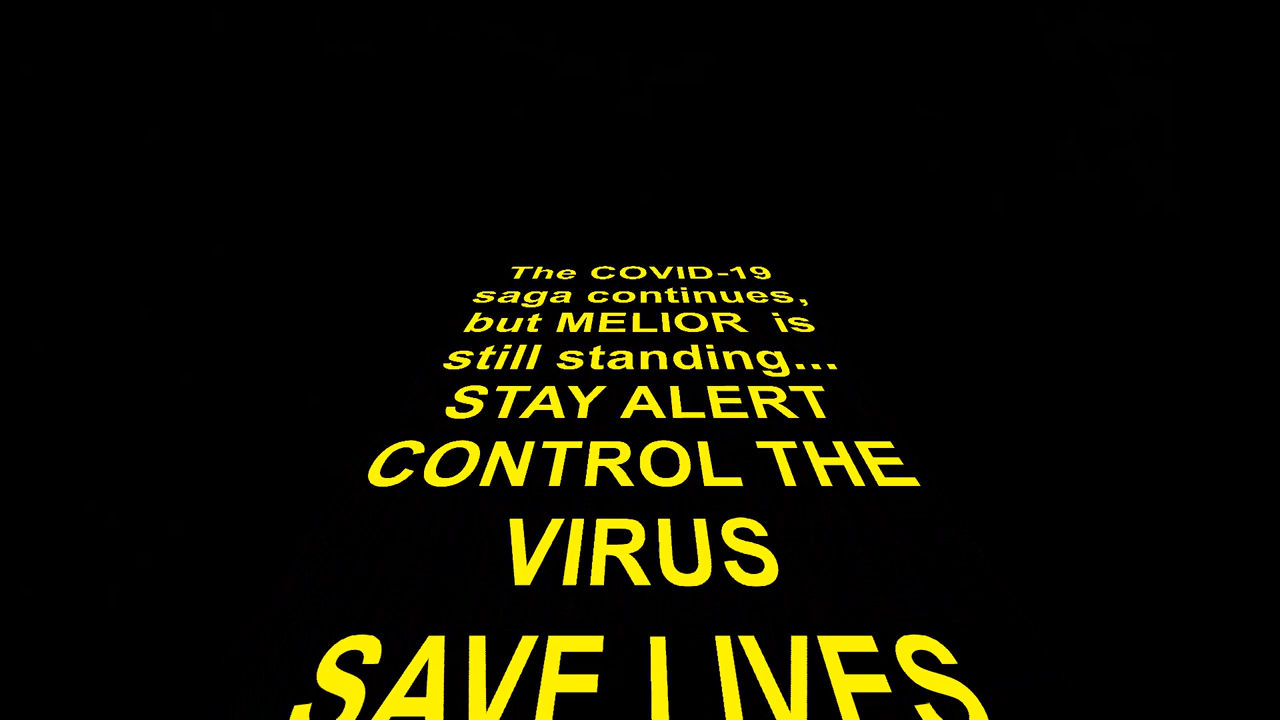 The COVID-19
saga continues,
but MELIOR is
still standing...
STAY ALERT
CONTROL THE
VIRUS
SAVE LIVES